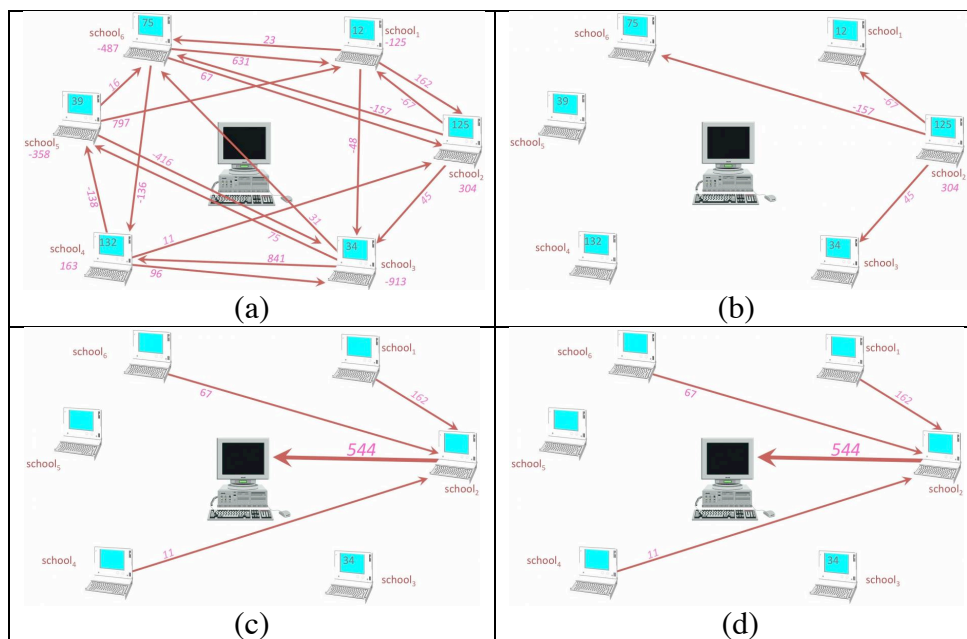 75
12
school₆
school₁
-487
23
-125
631
162
67
16
-67
39
-157
125
797
-48
school₅
school₂
-358
-416
304
-136
45
-138
31
132
11
75
34
school₄
841
school₃
163
96
-913
(a)
75
12
school₆
school₁
-67
39
-157
125
school₅
school₂
304
45
132
34
school₄
school₃
(b)
school₆
school₁
67
162
544
school₅
school₂
11
34
school₄
school₃
(c)
school₆
school₁
67
162
544
school₅
school₂
11
34
school₄
school₃
(d)